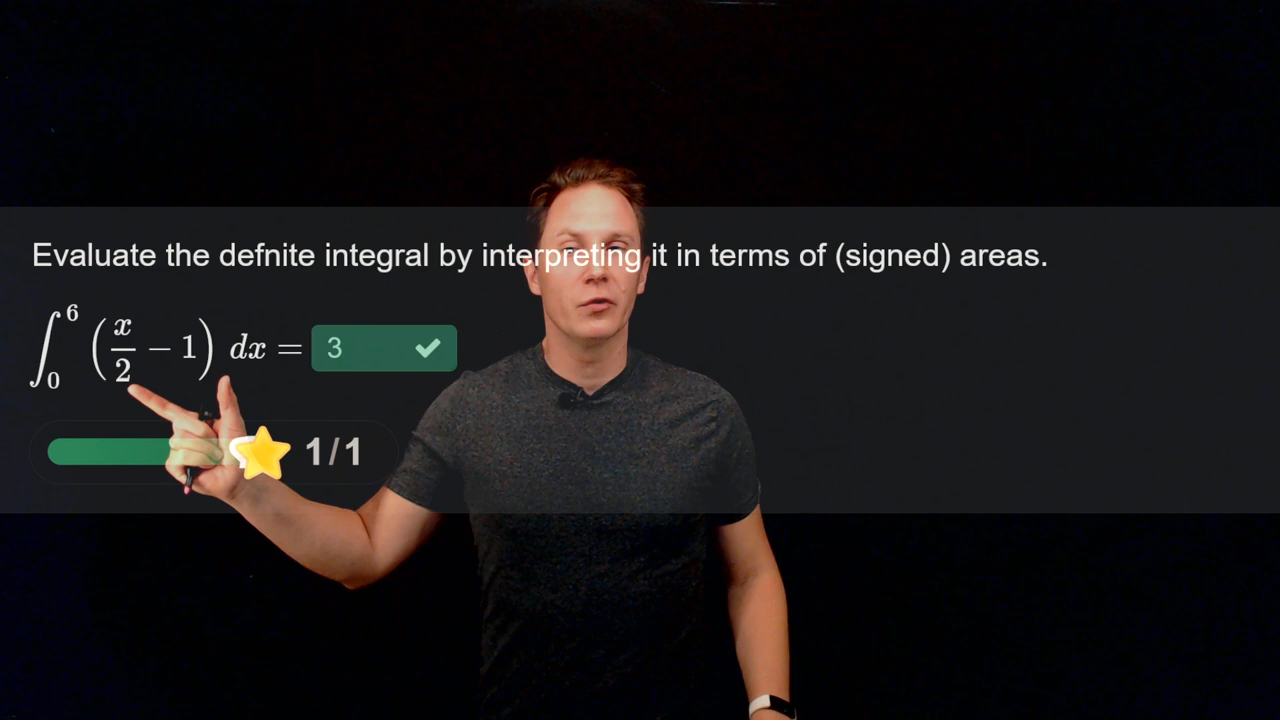 Evaluate the defnite integral by interpreting it in terms of (signed) areas.
∫₀⁶ (x/2 − 1) dx = 3 ✔
1/1